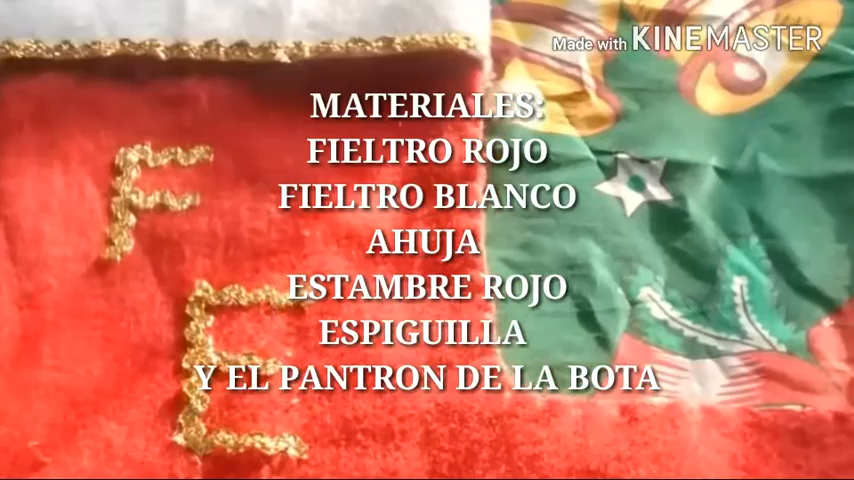 Made with KINEMASTER
MATERIALES:
FIELTRO ROJO
F
FIELTRO BLANCO
AHUJA
ESTAMBRE ROJO
E
ESPIGUILLA
Y EL PANTRON DE LA BOTA